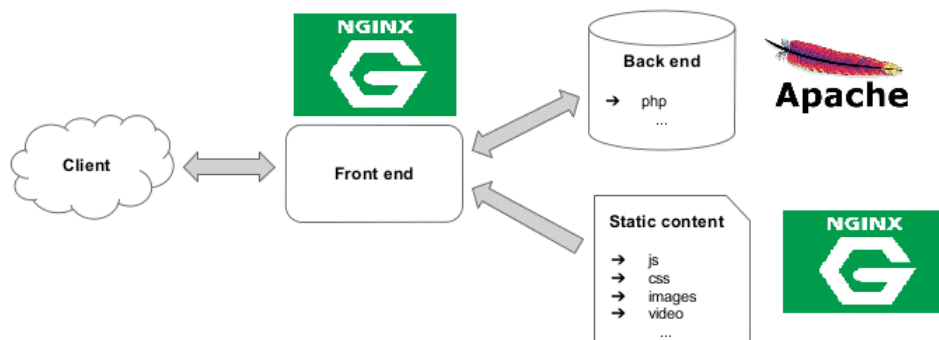 NGINX
Client
Front end
Back end
➔ php
...
Apache
Static content
➔ js
➔ css
➔ images
➔ video
...
NGINX